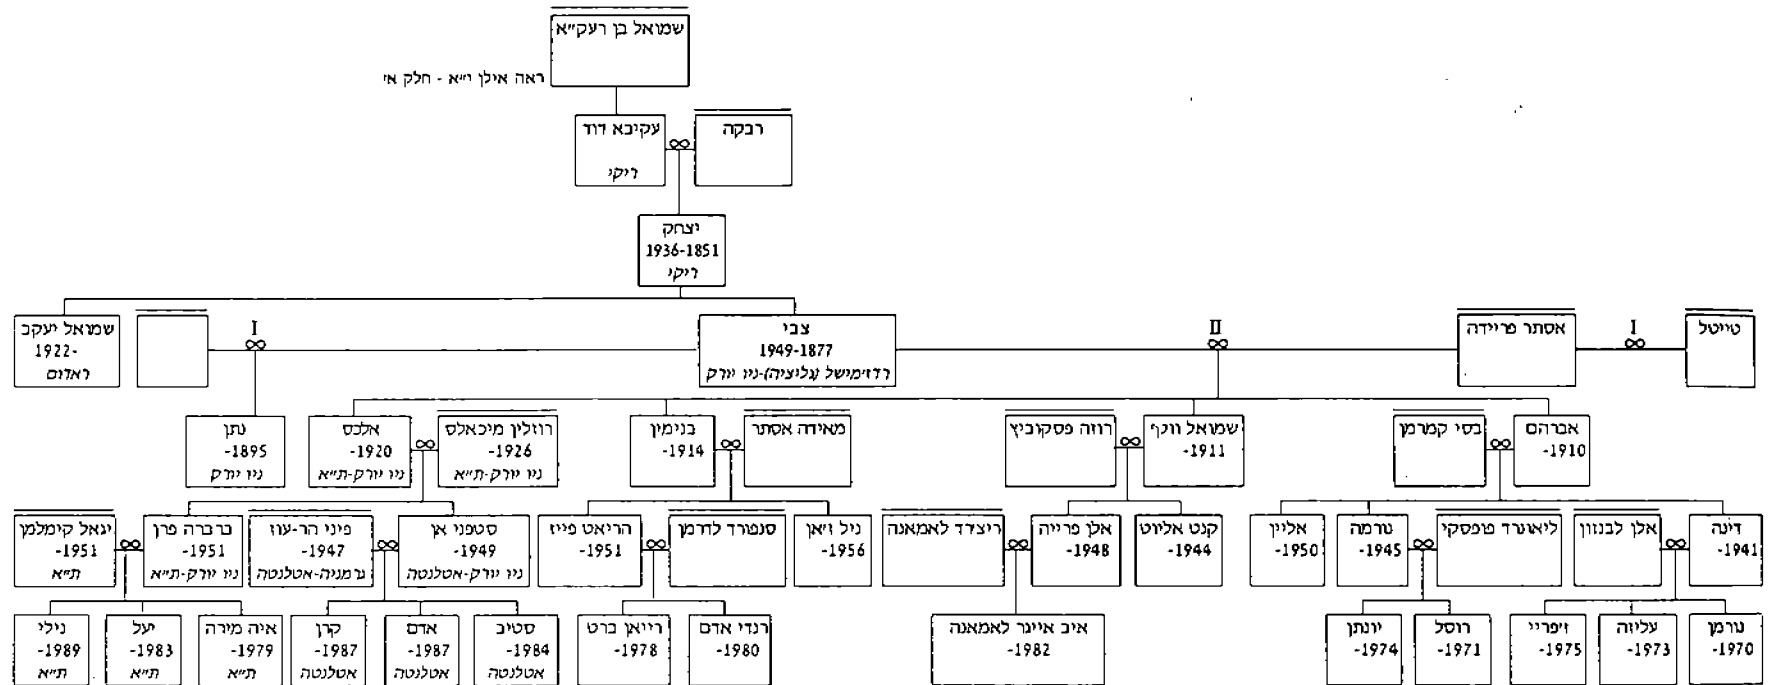 שמואל בן רעק״א
ראה אילן י״א - חלק א׳
עקיבא דוד
ריקי
רבקה
יצחק
1936-1851
ריקי
שמואל יעקב
1922-
ראדום
I
צבי
1949-1877
רדזימישל (גליציה)-ניו יורק
II
אסתר פריידה
I
טייטל
נתן
-1895
ניו יורק
אלכס
-1920
ניו יורק-ת״א
רוזלין מיכאלס
-1926
ניו יורק-ת״א
בנימין
-1914
מאידה אסתר
רוזה פסקוביץ
שמואל וולף
-1911
בסי קמרמן
אברהם
-1910
יגאל קימלמן
-1951
ת״א
ברברה פרן
-1951
ניו יורק-ת״א
פיני הר-עוז
-1947
גרמניה-אטלנטה
סטפני אן
-1949
ניו יורק-אטלנטה
הריאט פייז
-1951
סנפורד לדרמן
ניל ז׳אן
-1956
ריצ׳רד לאמאנה
אלן פרייה
-1948
קנט אליוט
-1944
אליין
-1950
נורמה
-1945
ליאונרד פופסקי
אלן לבנזון
דינה
-1941
נילי
-1989
ת״א
יעל
-1983
ת״א
איה מירה
-1979
ת״א
קרן
-1987
אטלנטה
אדם
-1987
אטלנטה
סטיב
-1984
אטלנטה
רייאן ברט
-1978
רנדי אדם
-1980
איב איינר לאמאנה
-1982
יונתן
-1974
רוסל
-1971
ז׳פריי
-1975
עליזה
-1973
נורמן
-1970